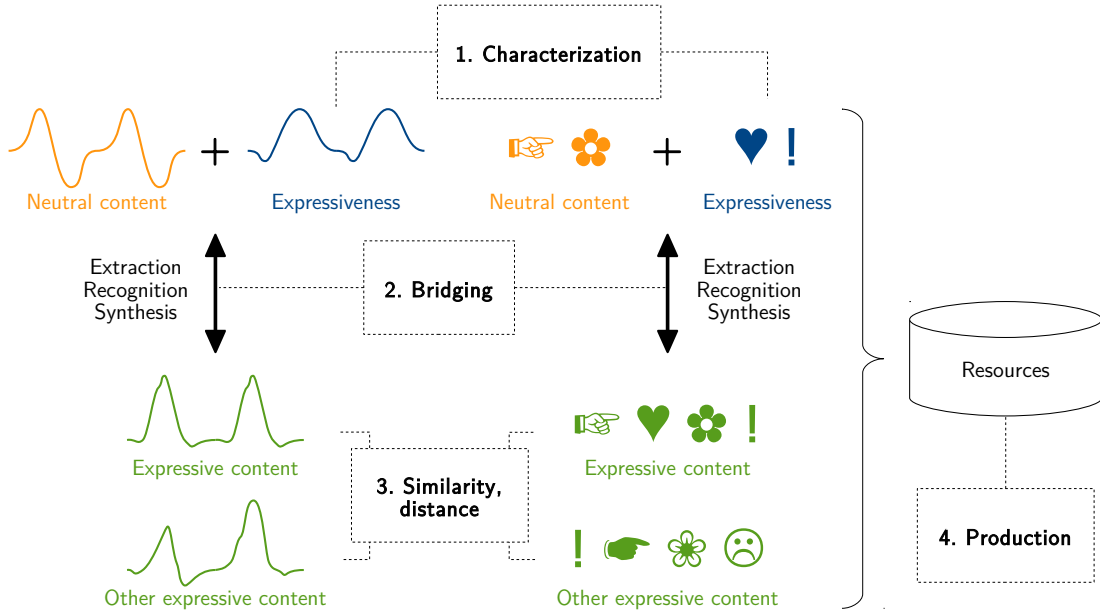 1. Characterization
+
+
!
Neutral content
Expressiveness
Neutral content
Expressiveness
Extraction
Recognition
Synthesis
2. Bridging
Extraction
Recognition
Synthesis
Resources
!
Expressive content
Expressive content
3. Similarity,
distance
4. Production
!
Other expressive content
Other expressive content